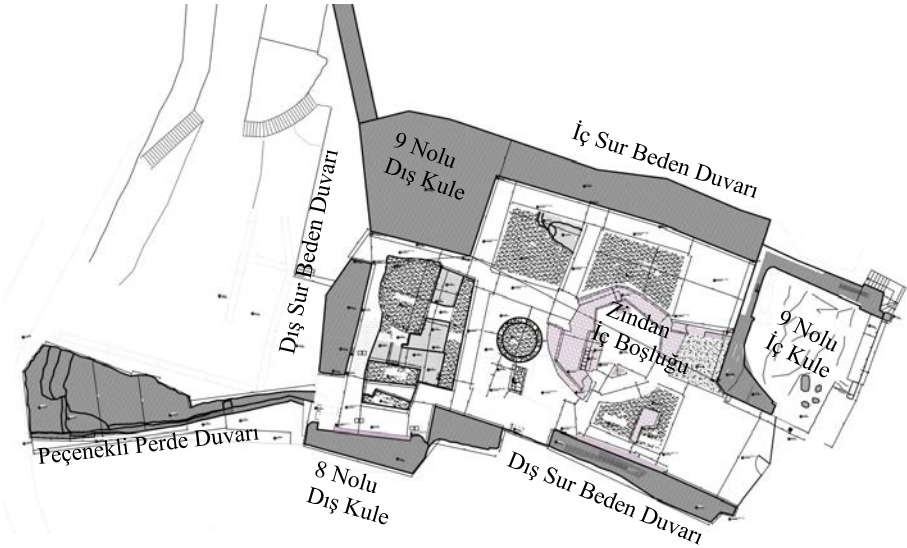 9 Nolu
Dış Kule
İç Sur Beden Duvarı
Dış Sur Beden Duvarı
Zindan
İç Boşluğu
9 Nolu
İç Kule
Peçenekli Perde Duvarı
8 Nolu
Dış Kule
Dış Sur Beden Duvarı